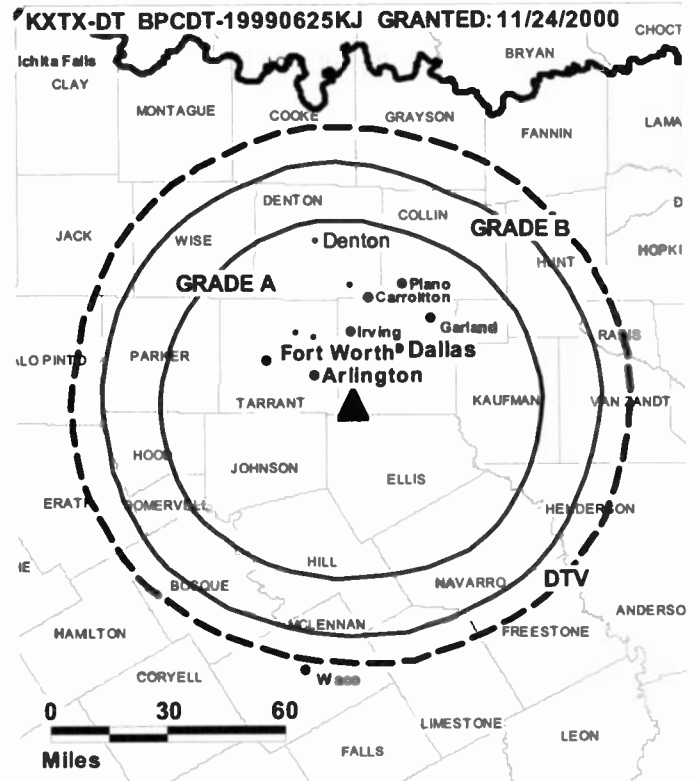 KXTX-DT BPCDT-19990625KJ GRANTED: 11/24/2000
CHOCT
BRYAN
ichita Falls
CLAY
MONTAGUE
COOKE
GRAYSON
LAMA
FANNIN
DENTON
COLLIN
D
JACK
WISE
Denton
GRADE B
HOPKI
HUNT
GRADE A
Plano
Carrollton
Garland
Irving
RAINS
ALO PINTO
PARKER
Fort Worth
Dallas
Arlington
TARRANT
KAUFMAN
VAN ZANDT
HOOD
JOHNSON
ELLIS
ERATH
SOMERVELL
HENDERSON
HILL
NAVARRO
DTV
BOSQUE
MCLENNAN
ANDERSO
HAMILTON
FREESTONE
CORYELL
Waco
0 30 60
Miles
LIMESTONE
LEON
FALLS